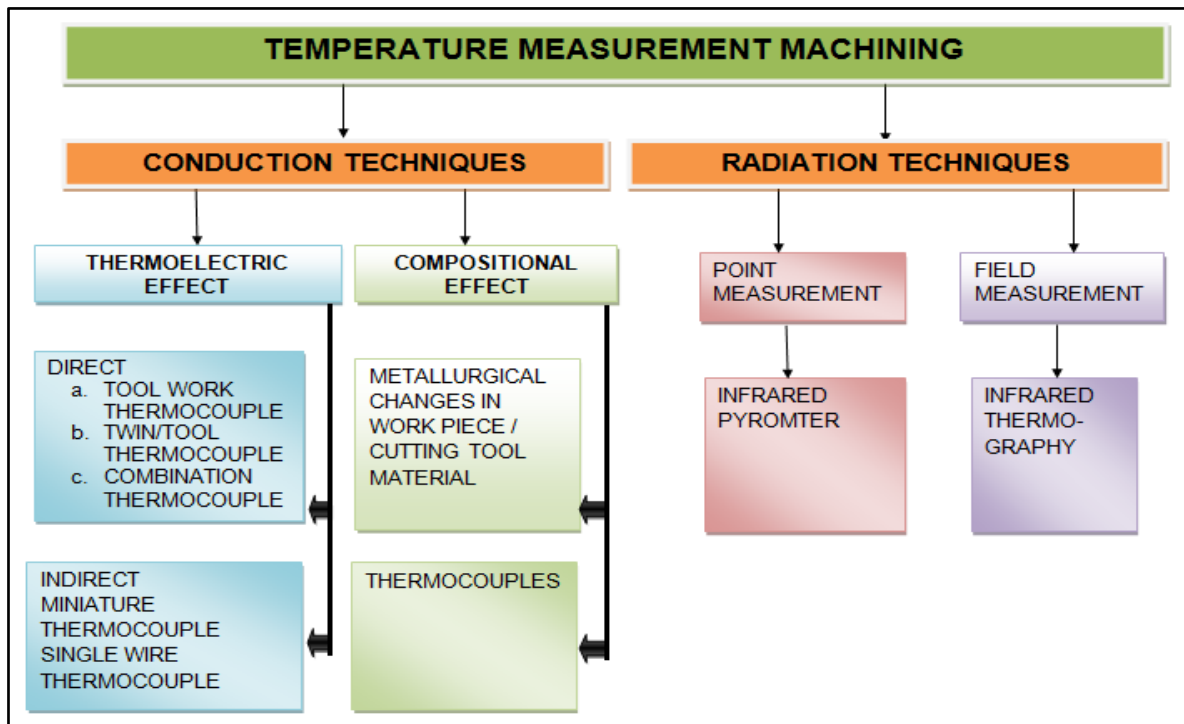 TEMPERATURE MEASUREMENT MACHINING
CONDUCTION TECHNIQUES
RADIATION TECHNIQUES
THERMOELECTRIC
EFFECT
COMPOSITIONAL
EFFECT
POINT
MEASUREMENT
FIELD
MEASUREMENT
DIRECT
a. TOOL WORK
THERMOCOUPLE
b. TWIN/TOOL
THERMOCOUPLE
c. COMBINATION
THERMOCOUPLE
METALLURGICAL
CHANGES IN
WORK PIECE /
CUTTING TOOL
MATERIAL
INFRARED
PYROMTER
INFRARED
THERMO-
GRAPHY
INDIRECT
MINIATURE
THERMOCOUPLE
SINGLE WIRE
THERMOCOUPLE
THERMOCOUPLES